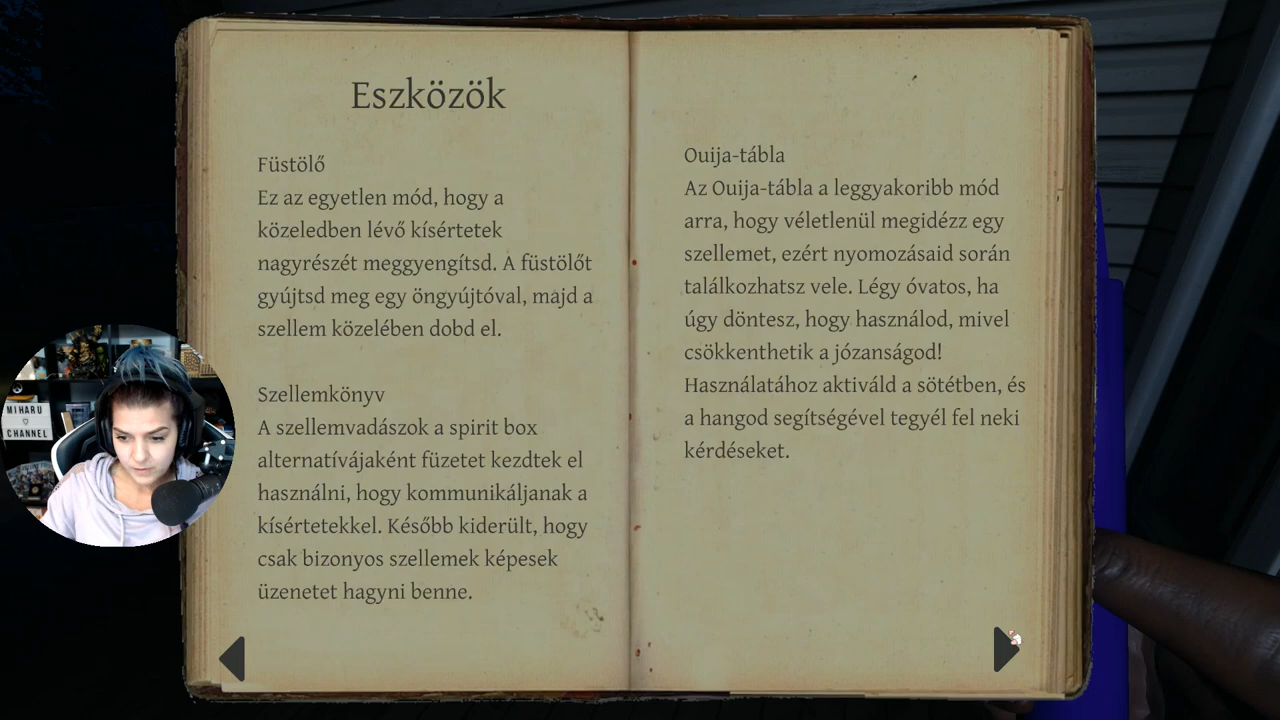 Eszközök
Füstölő
Ez az egyetlen mód, hogy a
közeledben lévő kísértetek
nagyrészét meggyengítsd. A füstölőt
gyújtsd meg egy öngyújtóval, majd a
szellem közelében dobd el.
Szellemkönyv
A szellemvadászok a spirit box
alternatívájaként füzetet kezdtek el
használni, hogy kommunikáljanak a
kísértetekkel. Később kiderült, hogy
csak bizonyos szellemek képesek
üzenetet hagyni benne.
Ouija-tábla
Az Ouija-tábla a leggyakoribb mód
arra, hogy véletlenül megidézz egy
szellemet, ezért nyomozásaid során
találkozhatsz vele. Légy óvatos, ha
úgy döntesz, hogy használod, mivel
csökkenthetik a józanságod!
Használatához aktiváld a sötétben, és
a hangod segítségével tegyél fel neki
kérdéseket.
MIHARU
CHANNEL